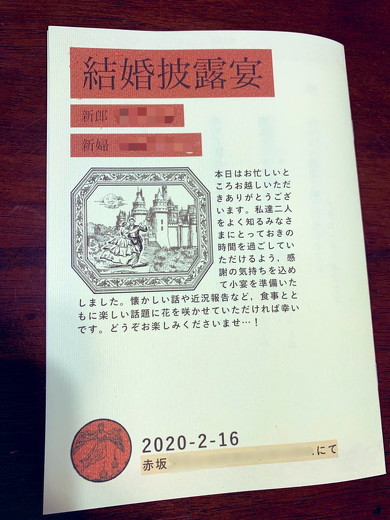 結婚披露宴
新郎
新婦
本日はお忙しいと
ころお越しいただ
きありがとうござ
います。私達二人
をよく知るみなさ
まにとっておきの
時間を過ごしてい
ただけるよう、感
謝の気持ちを込め
て小宴を準備いた
しました。懐かしい話や近況報告など、食事とと
もに楽しい話題に花を咲かせていただければ幸い
です。どうぞお楽しみくださいませ…！
2020-2-16
赤坂
.にて